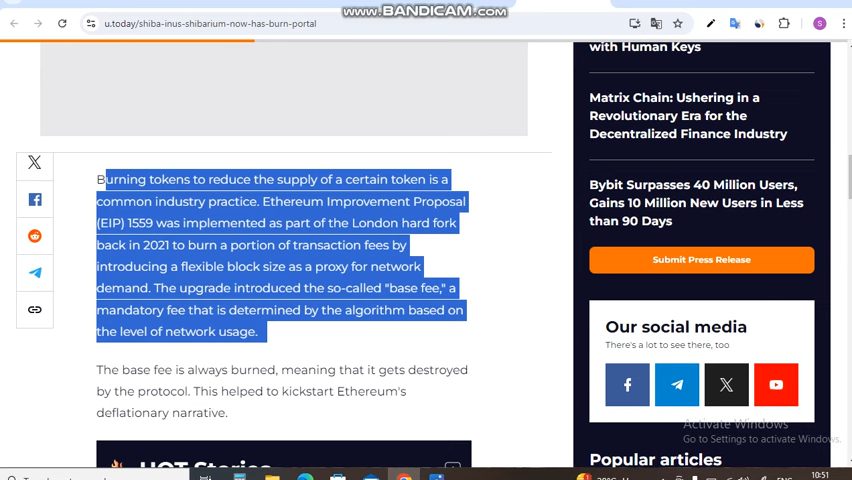 www.BANDICAM.com
u.today/shiba-inus-shibarium-now-has-burn-portal
S
with Human Keys
Matrix Chain: Ushering in a
Revolutionary Era for the
Decentralized Finance Industry
Bybit Surpasses 40 Million Users,
Gains 10 Million New Users in Less
than 90 Days
Submit Press Release
Burning tokens to reduce the supply of a certain token is a
common industry practice. Ethereum Improvement Proposal
(EIP) 1559 was implemented as part of the London hard fork
back in 2021 to burn a portion of transaction fees by
introducing a flexible block size as a proxy for network
demand. The upgrade introduced the so-called "base fee," a
mandatory fee that is determined by the algorithm based on
the level of network usage.
The base fee is always burned, meaning that it gets destroyed
by the protocol. This helped to kickstart Ethereum's
deflationary narrative.
HOT Stories
Our social media
There's a lot to see there, too
Activate Windows
Go to Settings to activate Windows.
Popular articles
ENG
10:51